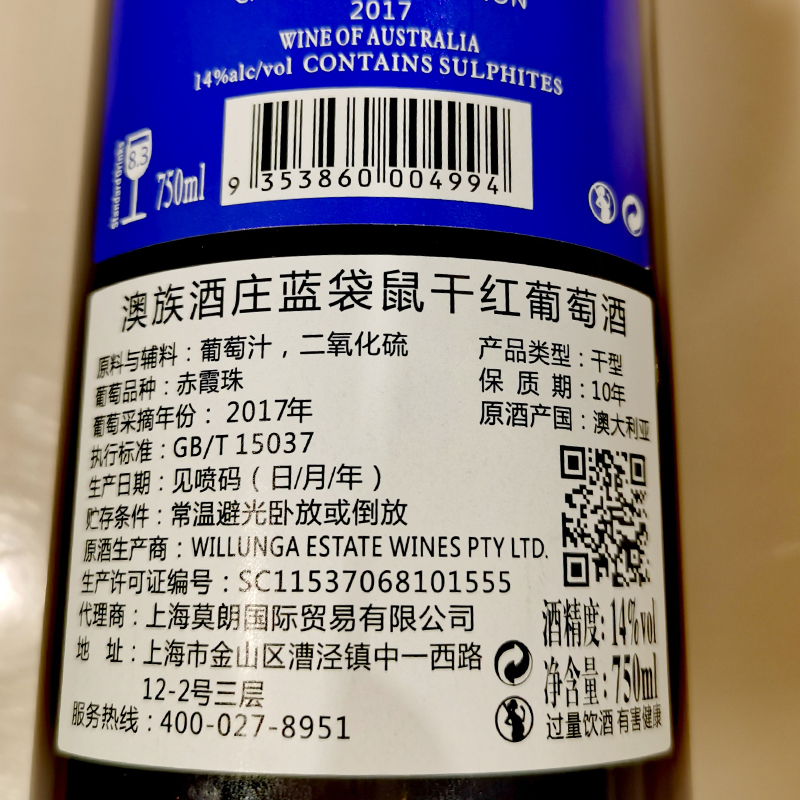 2017
WINE OF AUSTRALIA
14%alc/vol CONTAINS SULPHITES
Standard Drinks
8.3
750ml
9 353860 004994
澳族酒庄蓝袋鼠干红葡萄酒
原料与辅料：葡萄汁，二氧化硫
产品类型：干型
葡萄品种：赤霞珠
保 质 期：10年
葡萄采摘年份：2017年
原酒产国：澳大利亚
执行标准：GB/T 15037
生产日期：见喷码（日/月/年）
贮存条件：常温避光卧放或倒放
原酒生产商：WILLUNGA ESTATE WINES PTY LTD.
生产许可证编号：SC11537068101555
代理商：上海莫朗国际贸易有限公司
酒精度：14%vol
地 址：上海市金山区漕泾镇中一西路
12-2号三层
净含量：750ml
服务热线：400-027-8951
过量饮酒 有害健康